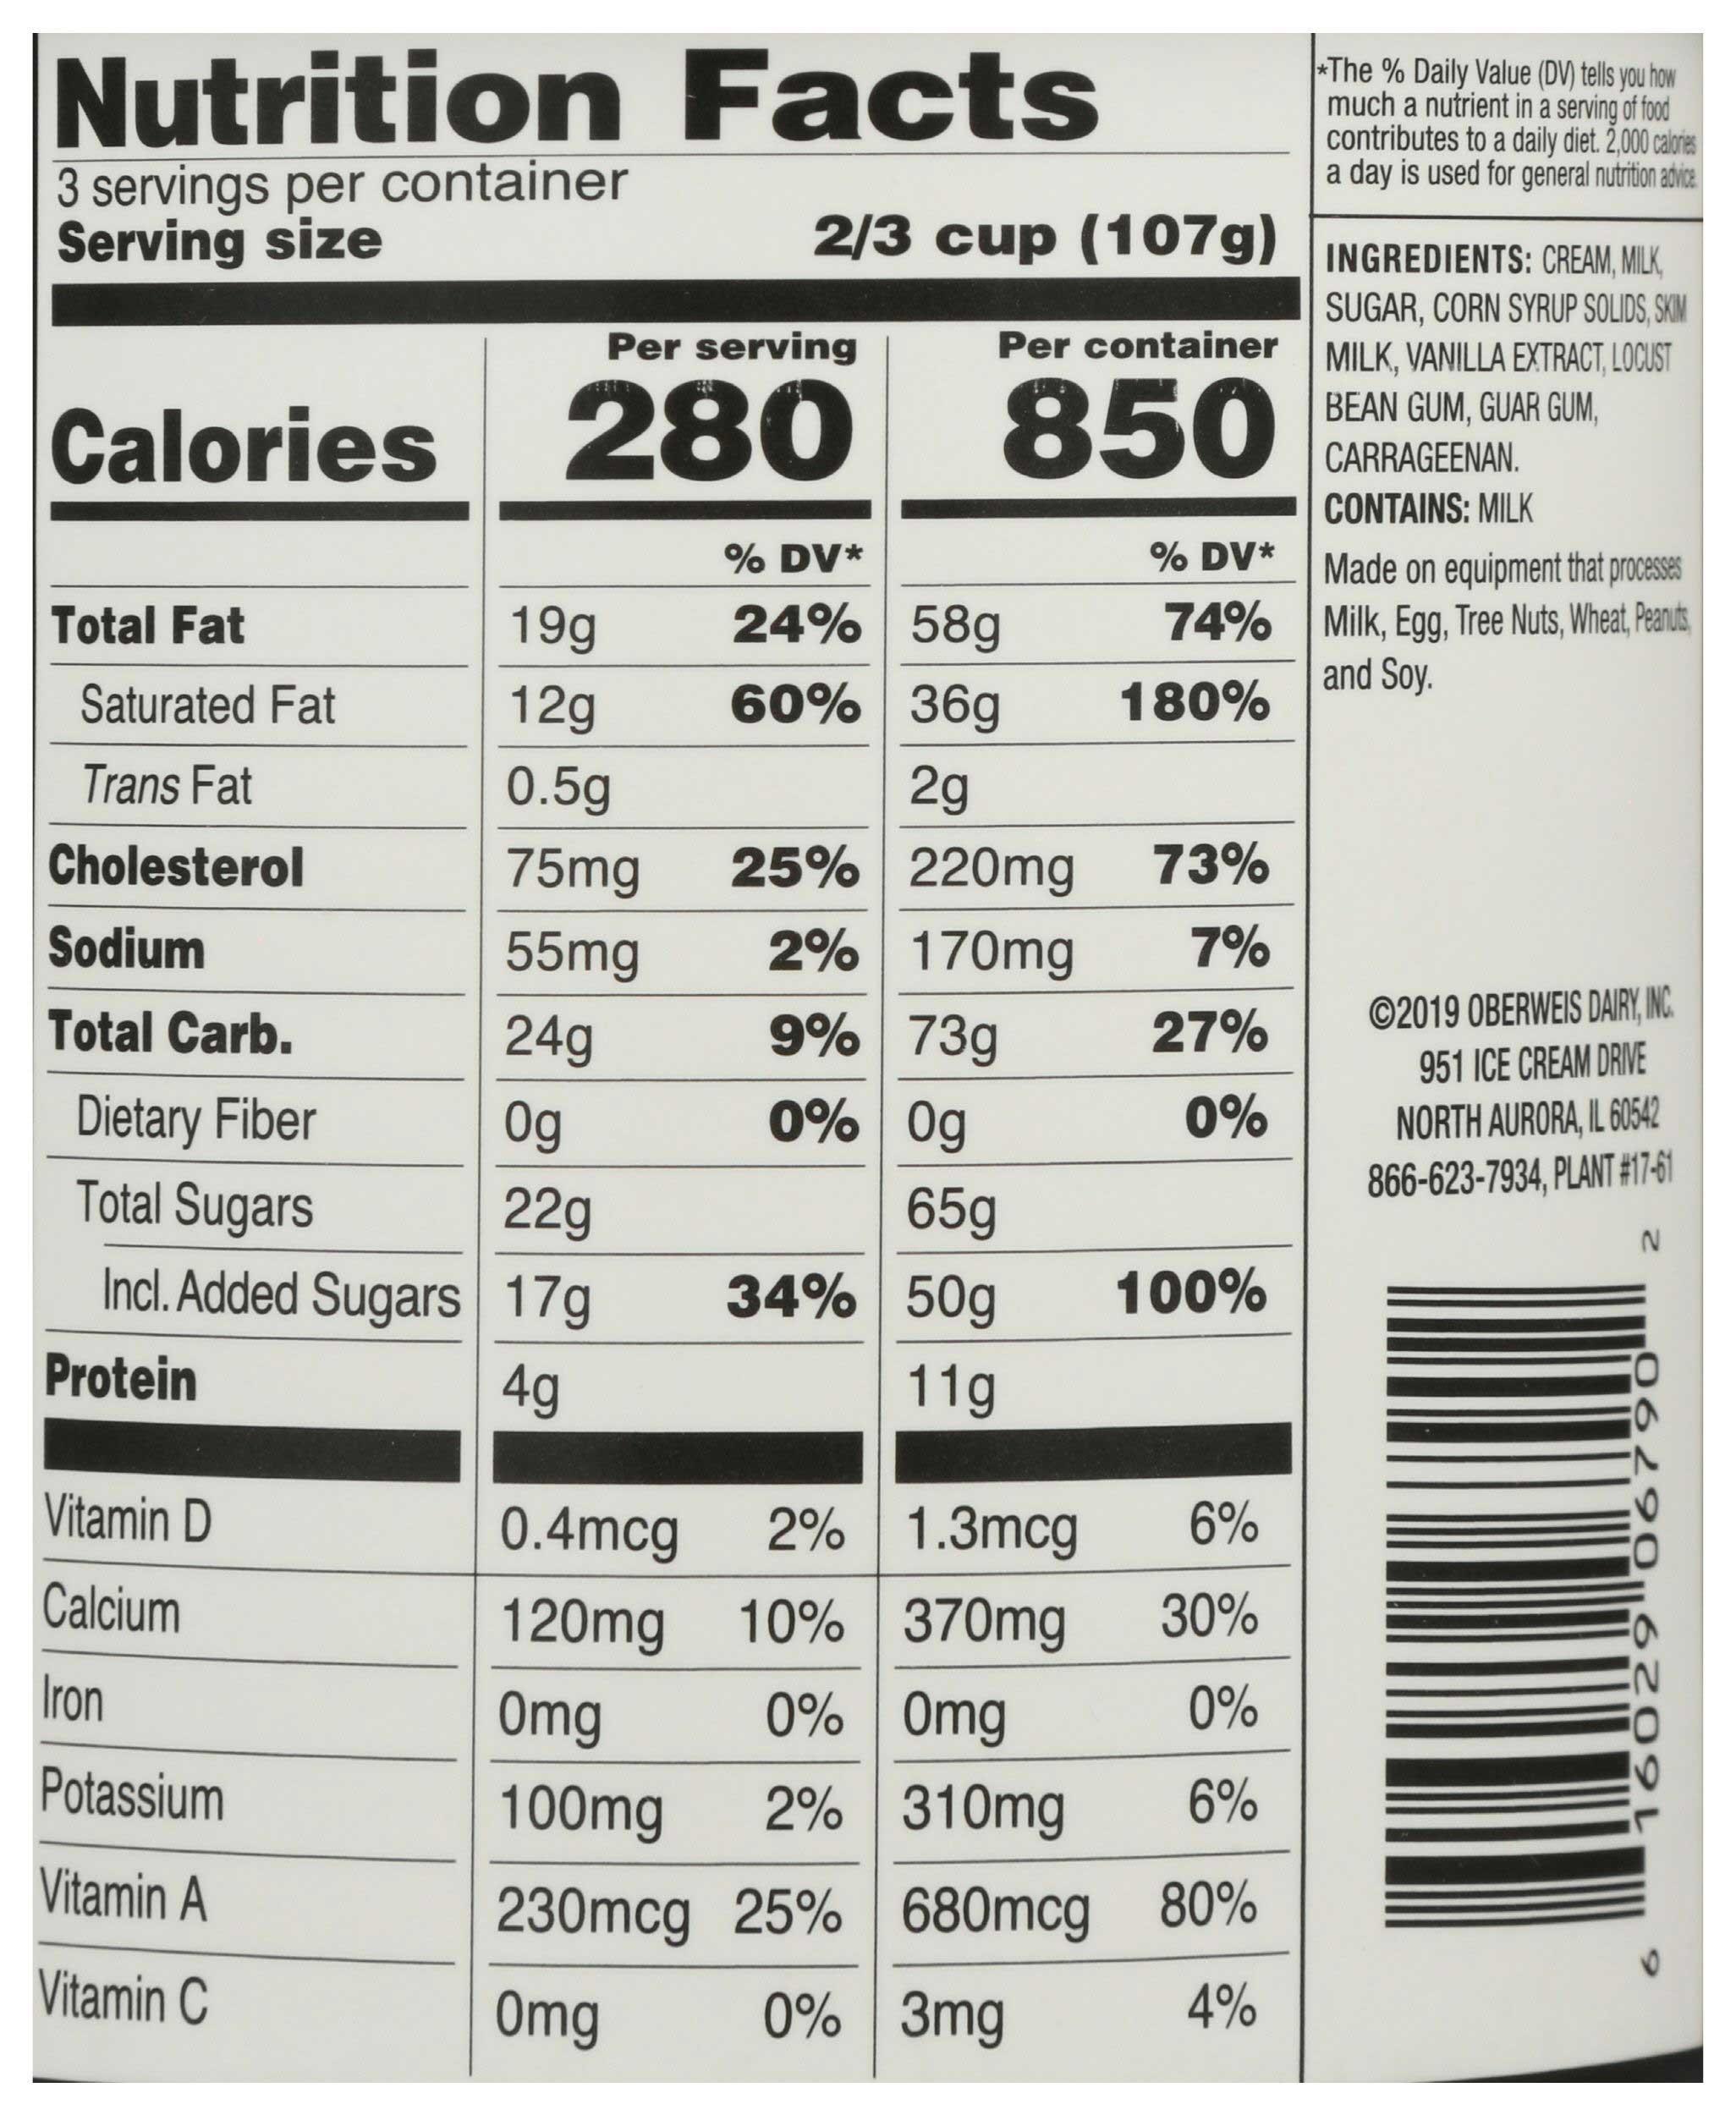 Nutrition Facts
3 servings per container
Serving size 2/3 cup (107g)
Per serving Per container
Calories 280 850
% DV* % DV*
Total Fat 19g 24% 58g 74%
Saturated Fat 12g 60% 36g 180%
Trans Fat 0.5g 2g
Cholesterol 75mg 25% 220mg 73%
Sodium 55mg 2% 170mg 7%
Total Carb. 24g 9% 73g 27%
Dietary Fiber 0g 0% 0g 0%
Total Sugars 22g 65g
Incl. Added Sugars 17g 34% 50g 100%
Protein 4g 11g
Vitamin D 0.4mcg 2% 1.3mcg 6%
Calcium 120mg 10% 370mg 30%
Iron 0mg 0% 0mg 0%
Potassium 100mg 2% 310mg 6%
Vitamin A 230mcg 25% 680mcg 80%
Vitamin C 0mg 0% 3mg 4%
*The % Daily Value (DV) tells you how
much a nutrient in a serving of food
contributes to a daily diet. 2,000 calories
a day is used for general nutrition advice.
INGREDIENTS: CREAM, MILK,
SUGAR, CORN SYRUP SOLIDS, SKIM
MILK, VANILLA EXTRACT, LOCUST
BEAN GUM, GUAR GUM,
CARRAGEENAN.
CONTAINS: MILK
Made on equipment that processes
Milk, Egg, Tree Nuts, Wheat, Peanuts,
and Soy.
©2019 OBERWEIS DAIRY, INC.
951 ICE CREAM DRIVE
NORTH AURORA, IL 60542
866-623-7934, PLANT #17-61
6 16029 06790 2